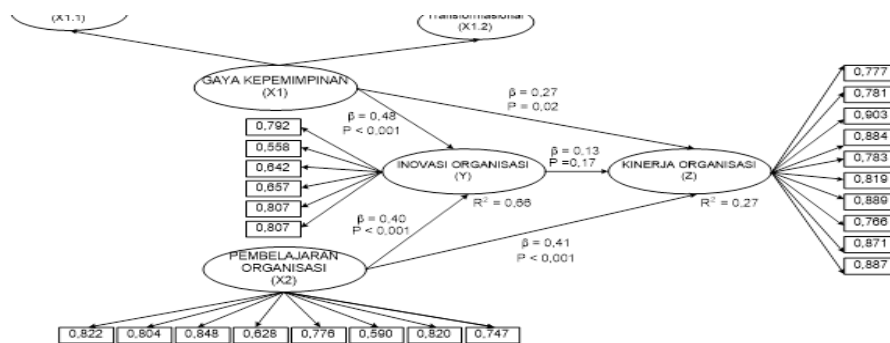 (X1.1)
Transformasional
(X1.2)
GAYA KEPEMIMPINAN
(X1)
β = 0,27
P = 0,02
β = 0,48
P < 0,001
0,792
0,558
0,642
0,657
0,807
0,807
INOVASI ORGANISASI
(Y)
β = 0,13
P =0,17
KINERJA ORGANISASI
(Z)
R² = 0,66
R² = 0,27
0,777
0,781
0,903
0,884
0,783
0,819
0,889
0,766
0,871
0,887
β = 0,40
P < 0,001
β = 0,41
P < 0,001
PEMBELAJARAN
ORGANISASI
(X2)
0,822
0,804
0,848
0,628
0,776
0,590
0,820
0,747